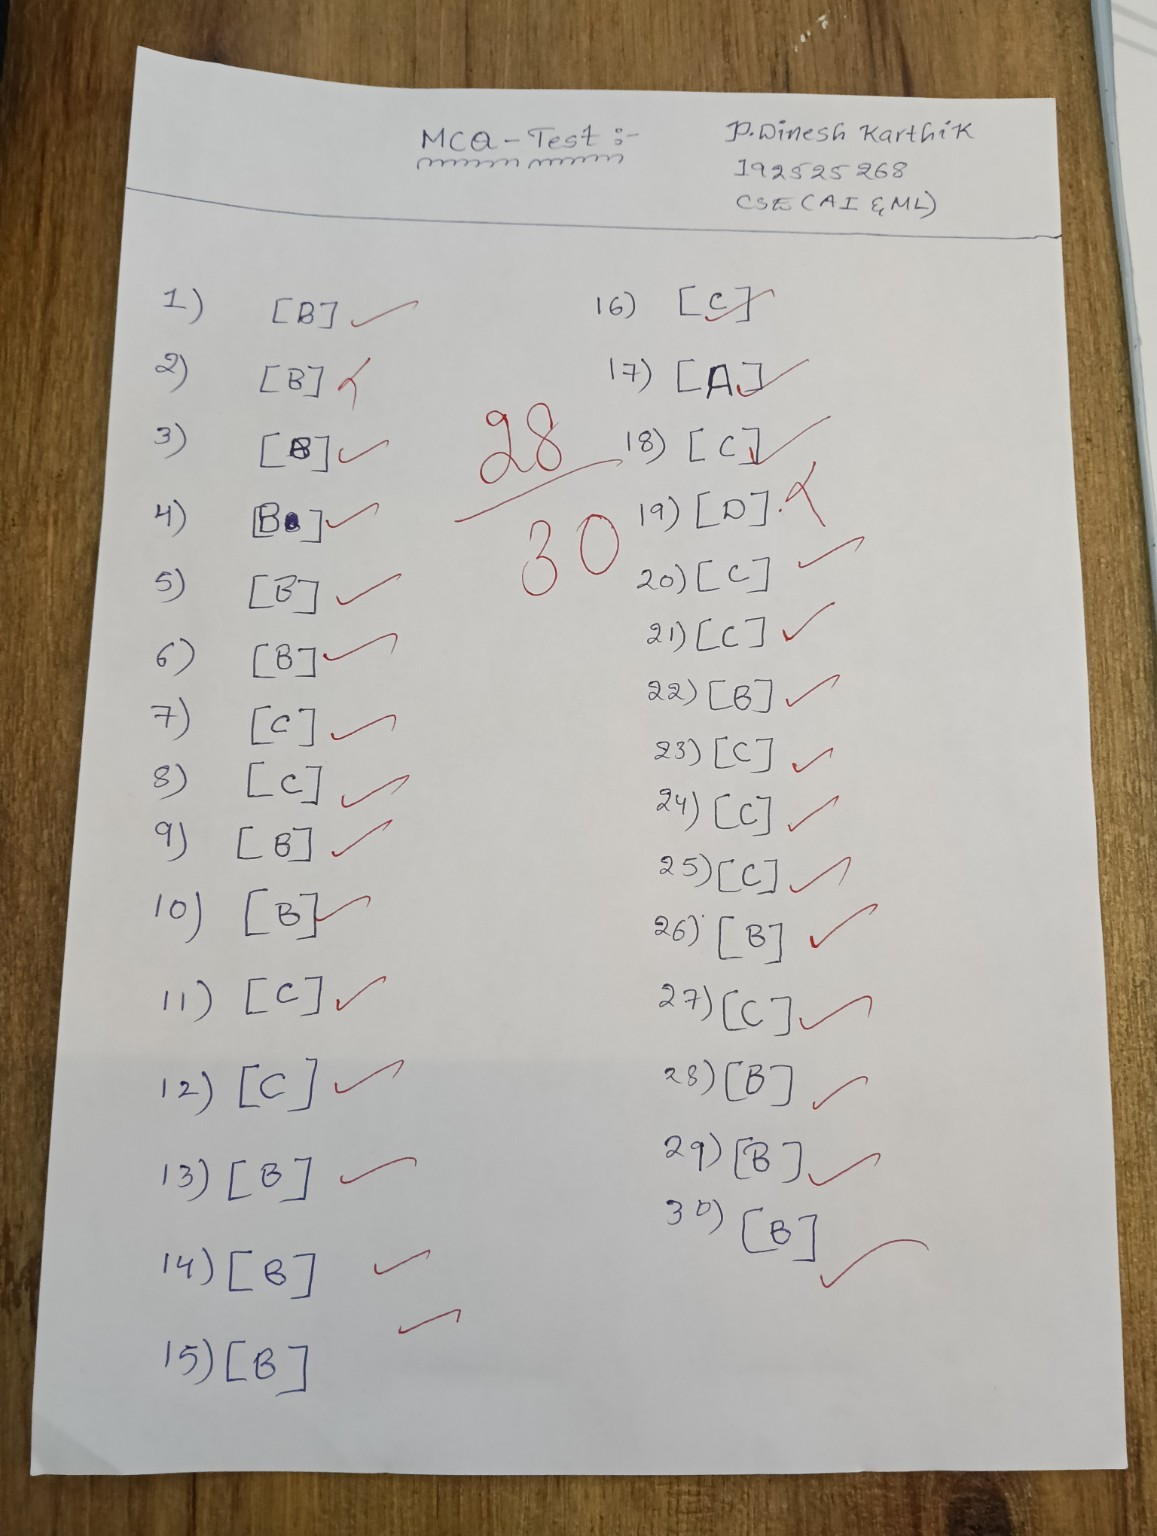 MCQ-Test :-
P.Dinesh Karthik
192525268
CSE(AI & ML)
1) [B]
2) [B]
3) [B]
4) [B]
5) [B]
6) [B]
7) [C]
8) [C]
9) [B]
10) [B]
11) [C]
12) [C]
13) [B]
14) [B]
15) [B]
28
30
16) [C]
17) [A]
18) [C]
19) [D]
20) [C]
21) [C]
22) [B]
23) [C]
24) [C]
25) [C]
26) [B]
27) [C]
28) [B]
29) [B]
30) [B]